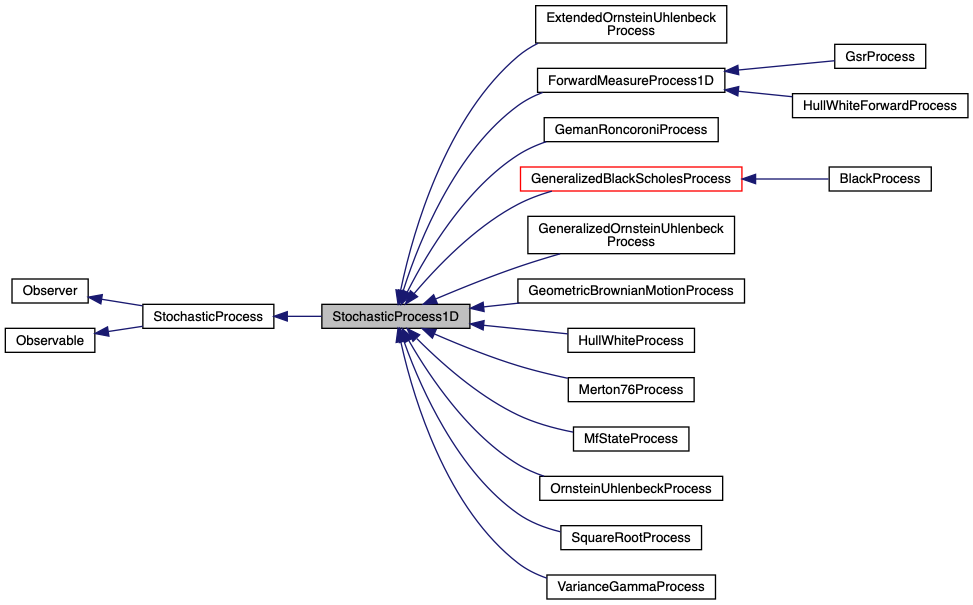 ExtendedOrnsteinUhlenbeck
Process
ForwardMeasureProcess1D
GsrProcess
HullWhiteForwardProcess
GemanRoncoroniProcess
GeneralizedBlackScholesProcess
BlackProcess
GeneralizedOrnsteinUhlenbeck
Process
Observer
Observable
StochasticProcess
StochasticProcess1D
GeometricBrownianMotionProcess
HullWhiteProcess
Merton76Process
MfStateProcess
OrnsteinUhlenbeckProcess
SquareRootProcess
VarianceGammaProcess